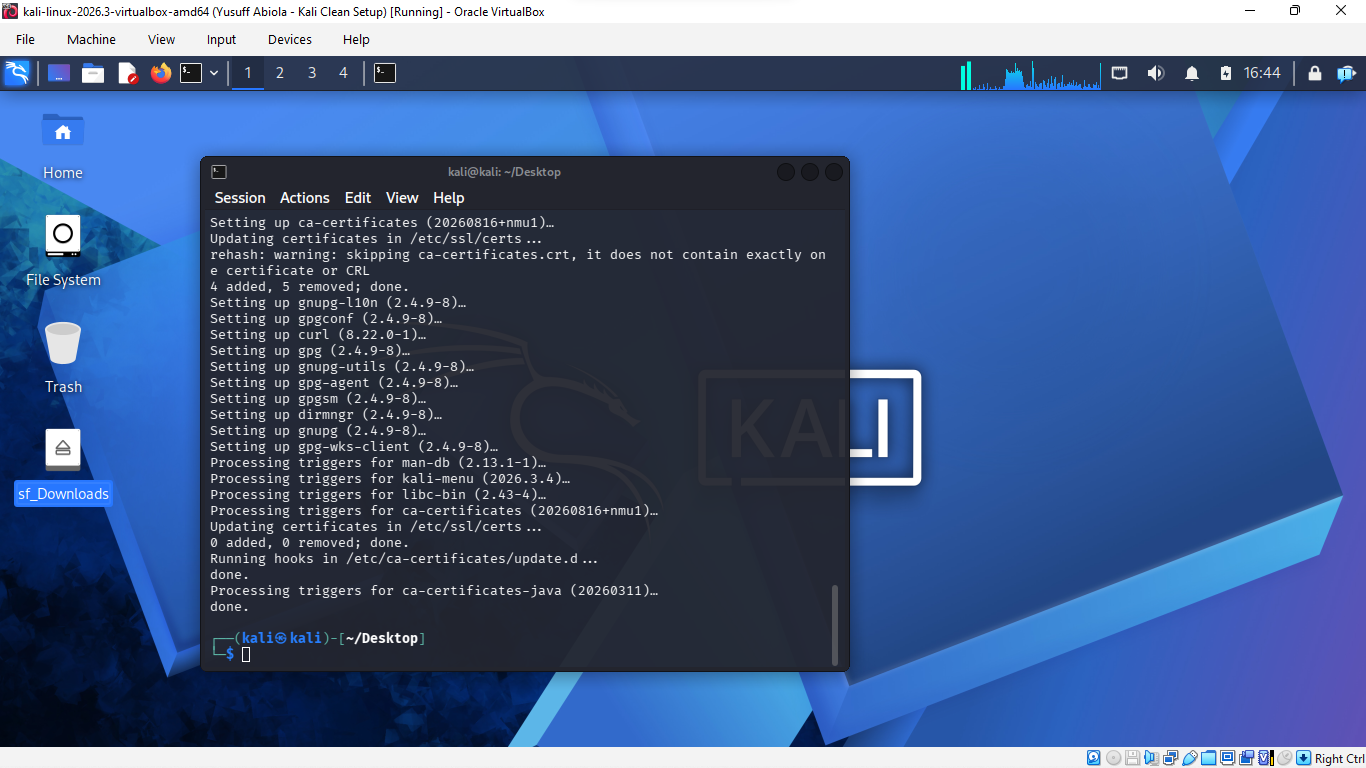 kali-linux-2026.3-virtualbox-amd64 (Yusuff Abiola - Kali Clean Setup) [Running] - Oracle VirtualBox
File Machine View Input Devices Help
1 2 3 4 16:44
Home
File System
Trash
sf_Downloads
kali@kali: ~/Desktop
Session Actions Edit View Help
Setting up ca-certificates (20260816+nmu1)…
Updating certificates in /etc/ssl/certs...
rehash: warning: skipping ca-certificates.crt, it does not contain exactly on
e certificate or CRL
4 added, 5 removed; done.
Setting up gnupg-l10n (2.4.9-8)…
Setting up gpgconf (2.4.9-8)…
Setting up curl (8.22.0-1)…
Setting up gpg (2.4.9-8)…
Setting up gnupg-utils (2.4.9-8)…
Setting up gpg-agent (2.4.9-8)…
Setting up gpgsm (2.4.9-8)…
Setting up dirmngr (2.4.9-8)…
Setting up gnupg (2.4.9-8)…
Setting up gpg-wks-client (2.4.9-8)…
Processing triggers for man-db (2.13.1-1)…
Processing triggers for kali-menu (2026.3.4)…
Processing triggers for libc-bin (2.43-4)…
Processing triggers for ca-certificates (20260816+nmu1)…
Updating certificates in /etc/ssl/certs...
0 added, 0 removed; done.
Running hooks in /etc/ca-certificates/update.d...
done.
Processing triggers for ca-certificates-java (20260311)…
done.
┌──(kali㉿kali)-[~/Desktop]
└─$
KALI
Right Ctrl